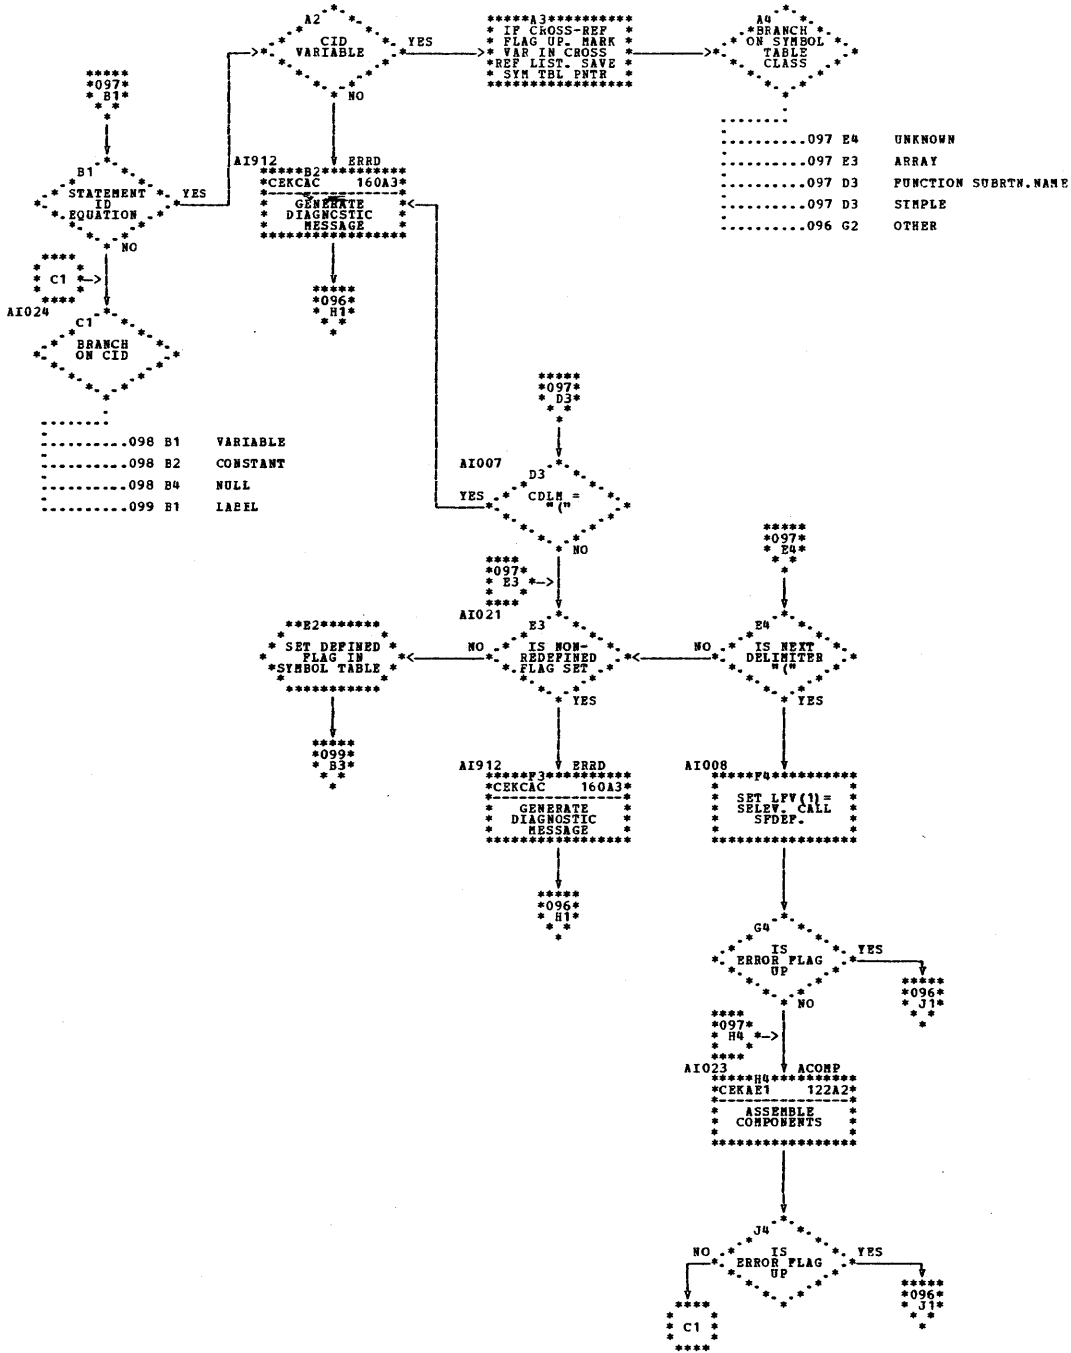 A2
CID
VARIABLE
YES
NO
A3
IF CROSS-REF
FLAG UP. MARK
VAR IN CROSS
REF LIST. SAVE
SYM TBL PNTR
A4
BRANCH
ON SYMBOL
TABLE
CLASS
097 E4 UNKNOWN
097 E3 ARRAY
097 D3 FUNCTION SUBRTN.NAME
097 D3 SIMPLE
096 G2 OTHER
097
B1
B1
STATEMENT
ID
EQUATION
YES
NO
AI912 ERRD
B2
CEKCAC 160A3
GENERATE
DIAGNOSTIC
MESSAGE
096
H1
C1
AI024
C1
BRANCH
ON CID
098 B1 VARIABLE
098 B2 CONSTANT
098 B4 NULL
099 B1 LABEL
097
D3
AI007
D3
CDLM =
"("
YES
NO
097
E3
AI021
097
E4
E2
SET DEFINED
FLAG IN
SYMBOL TABLE
NO
E3
IS NON-
REDEFINED
FLAG SET
YES
NO
E4
IS NEXT
DELIMITER
"("
YES
099
B3
AI912 ERRD
F3
CEKCAC 160A3
GENERATE
DIAGNOSTIC
MESSAGE
096
H1
AI008
F4
SET LFV(1)=
SELEV. CALL
SFDEF.
G4
IS
ERROR FLAG
UP
YES
NO
096
J1
097
H4
AI023 ACOMP
H4
CEKAE1 122A2
ASSEMBLE
COMPONENTS
J4
IS
ERROR FLAG
UP
NO
YES
C1
096
J1